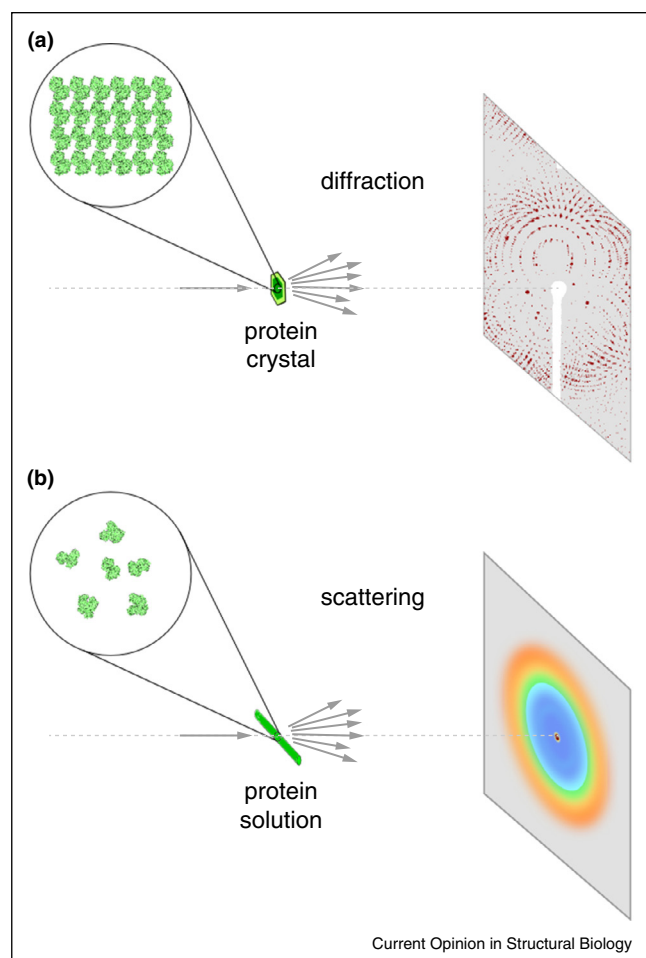 (a)
diffraction
protein
crystal
(b)
scattering
protein
solution
Current Opinion in Structural Biology